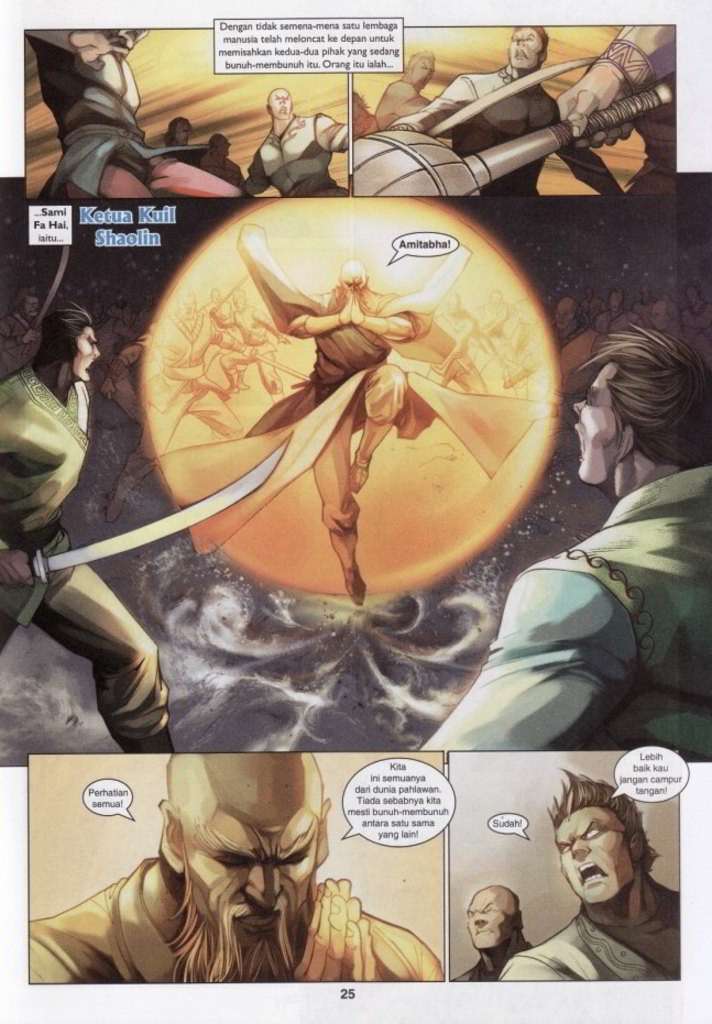 Dengan tidak semena-mena satu lembaga
manusia telah meloncat ke depan untuk
memisahkan kedua-dua pihak yang sedang
bunuh-membunuh itu. Orang itu ialah...
...Sami
Fa Hai,
iaitu...
Ketua Kuil
Shaolin
Amitabha!
Perhatian
semua!
Kita
ini semuanya
dari dunia pahlawan.
Tiada sebabnya kita
mesti bunuh-membunuh
antara satu sama
yang lain!
Sudah!
Lebih
baik kau
jangan campur
tangan!
25